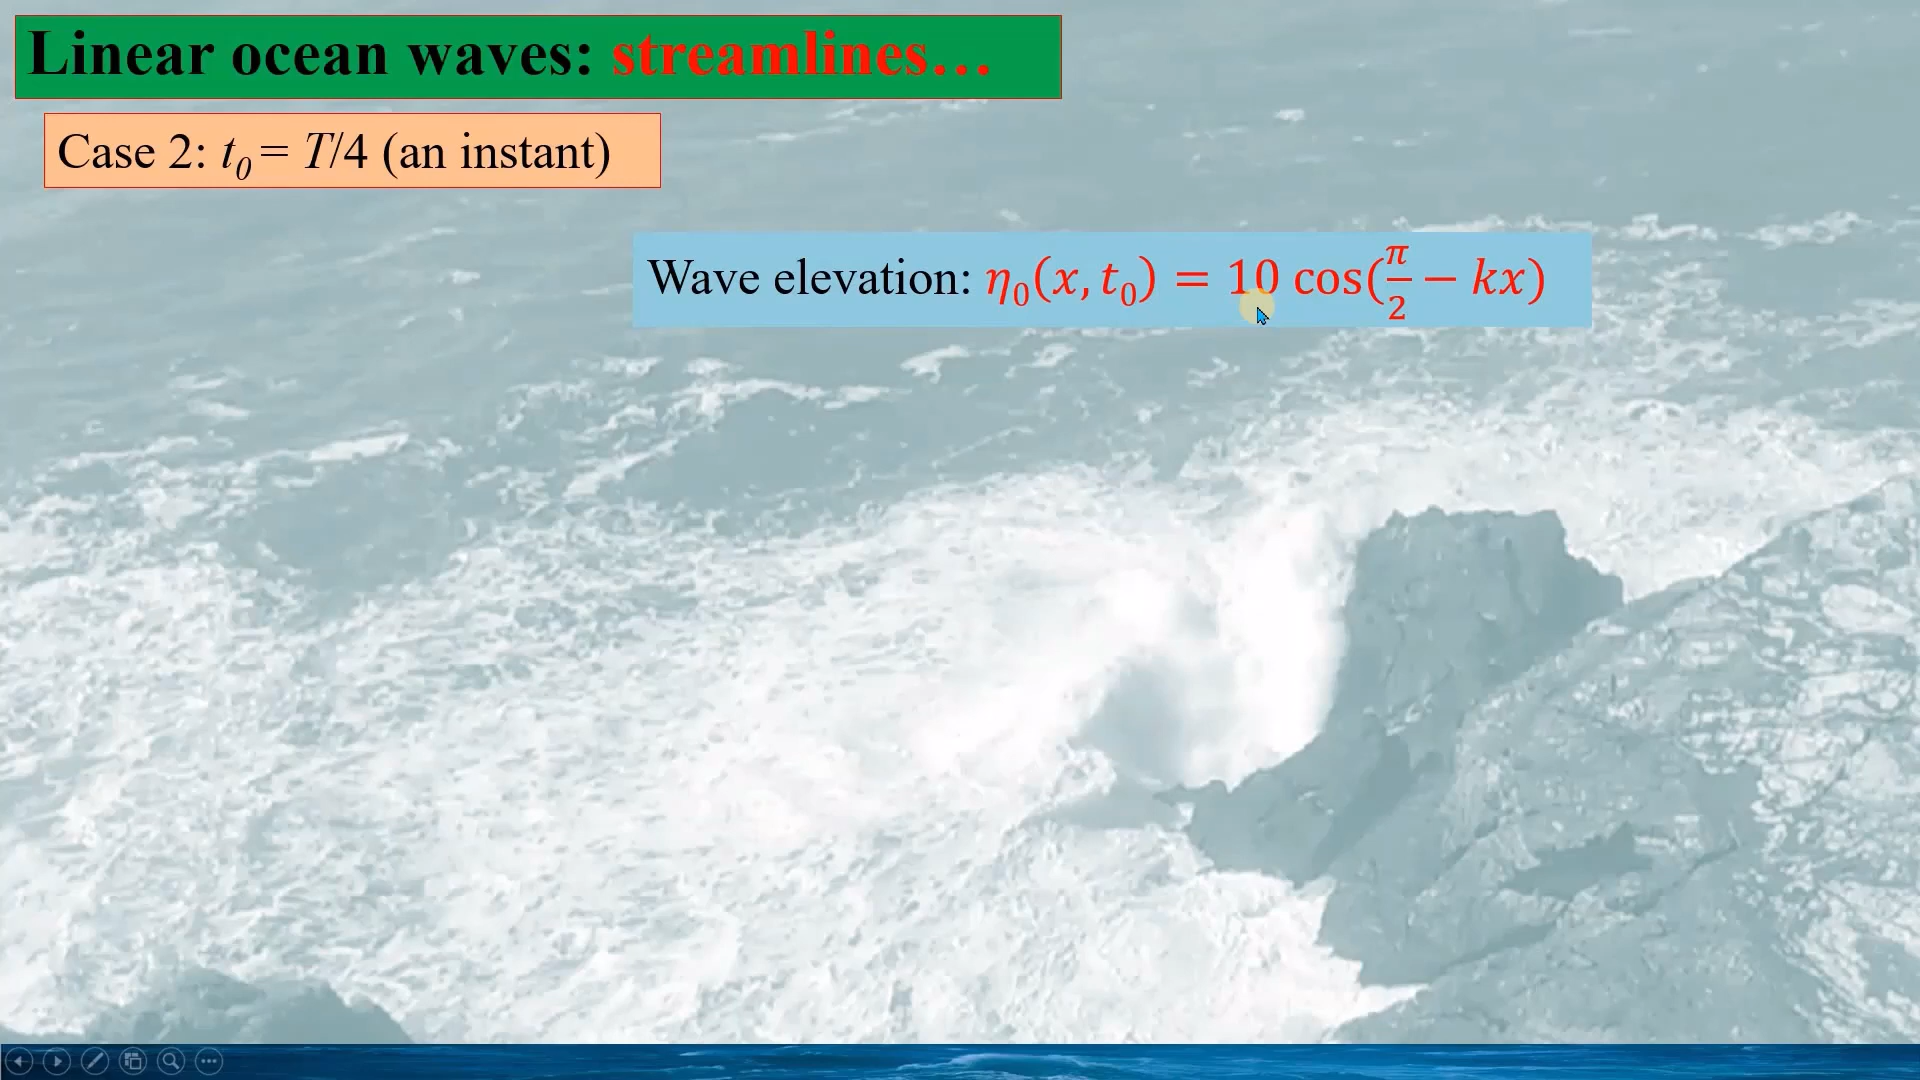 Linear ocean waves: streamlines…
Case 2: t₀ = T/4 (an instant)
Wave elevation: η₀(x, t₀) = 10 cos(π/2 − kx)